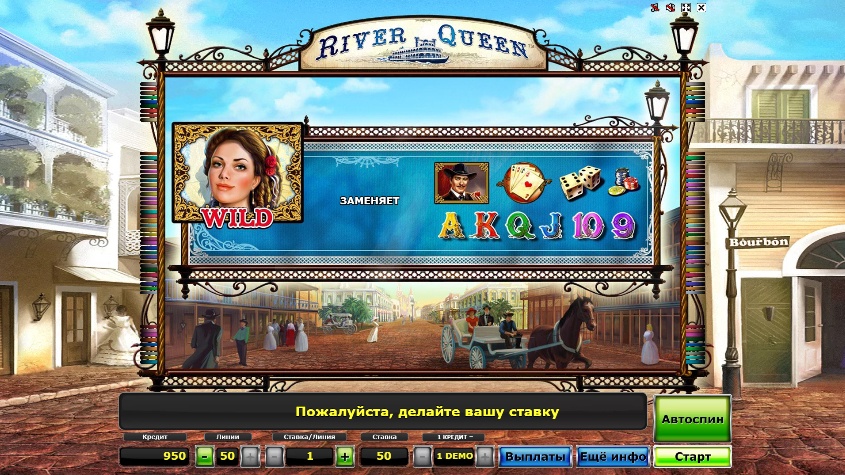 RIVER QUEEN™
WILD
ЗАМЕНЯЕТ
A K Q J 10 9
Bourbon
Пожалуйста, делайте вашу ставку
Кредит Линии Ставка/Линия Ставка 1 КРЕДИТ =
950 - 50 + - 1 + 50 - 1 DEMO + Выплаты Ещё инфо
Автоспин
Старт